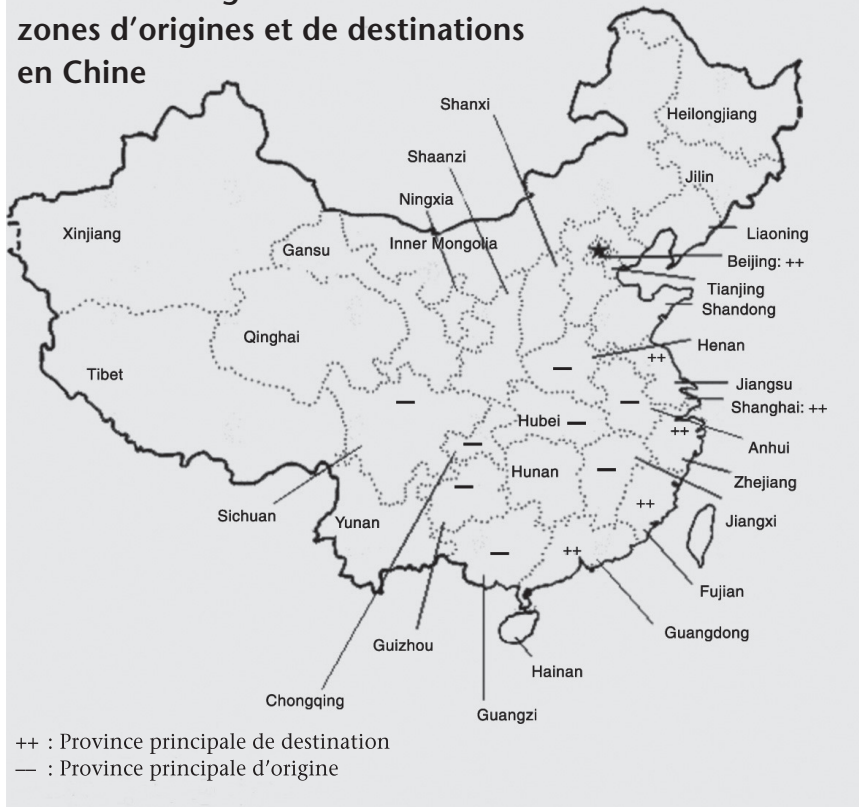 zones d'origines et de destinations
en Chine
Shanxi
Heilongjiang
Shaanzi
Jilin
Ningxia
Xinjiang
Gansu
Inner Mongolia
Liaoning
Beijing: ++
Tianjing
Shandong
Qinghai
Henan
++
Tibet
—
Jiangsu
—
—
Shanghai: ++
Hubei —
++
Anhui
—
Hunan
—
Zhejiang
—
Sichuan
Yunan
++
Jiangxi
—
++
Fujian
Guangdong
Guizhou
Hainan
Chongqing
Guangzi
++ : Province principale de destination
— : Province principale d'origine